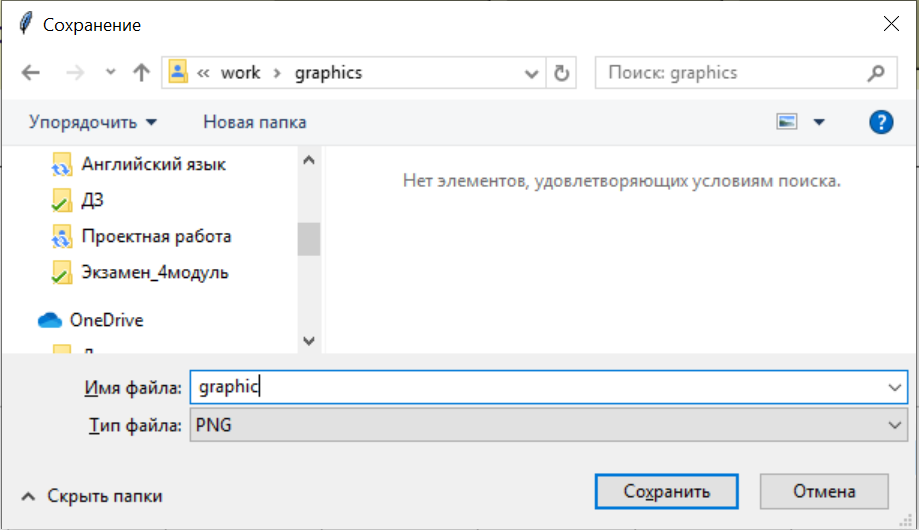 Сохранение
« work › graphics
Поиск: graphics
Упорядочить
Новая папка
?
Английский язык
ДЗ
Проектная работа
Экзамен_4модуль
OneDrive
Нет элементов, удовлетворяющих условиям поиска.
Имя файла: graphic
Тип файла: PNG
Скрыть папки
Сохранить
Отмена